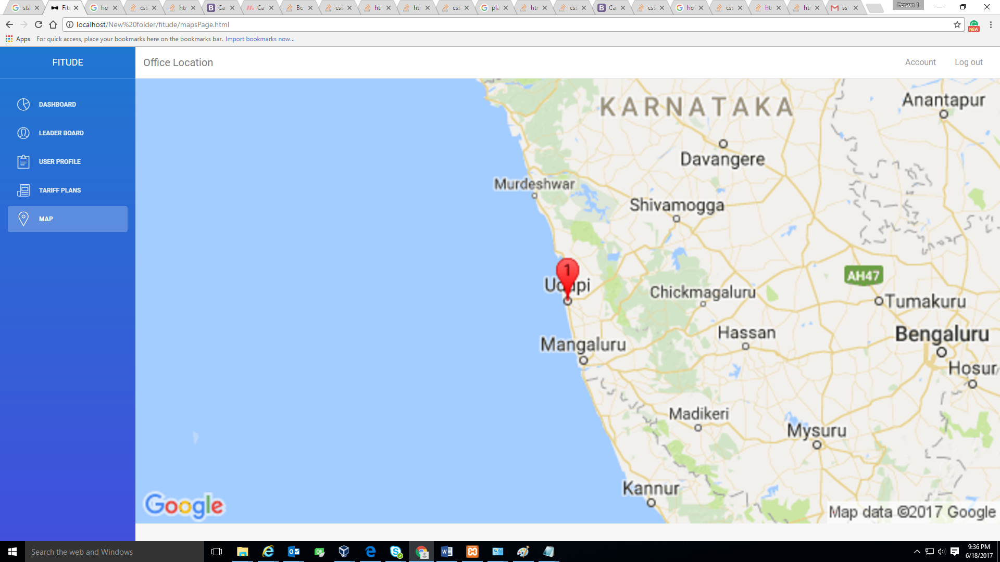 sta
Fit
ho
css
htr
Ca
Ca
Bo
css
htr
htr
css
pla
htr
css
Ca
css
ho
css
htr
htr
ss
Person 1
localhost/New%20folder/fitude/mapsPage.html
NEW
Apps For quick access, place your bookmarks here on the bookmarks bar. Import bookmarks now...
FITUDE
Office Location
Account
Log out
DASHBOARD
LEADER BOARD
USER PROFILE
TARIFF PLANS
MAP
KARNATAKA
Anantapur
Davangere
Murdeshwar
Shivamogga
1
AH47
Udupi
Chickmagaluru
Tumakuru
Hassan
Bengaluru
Mangaluru
Hosur
Madikeri
Mysuru
Kannur
Google
Map data ©2017 Google
Search the web and Windows
9:36 PM
6/18/2017